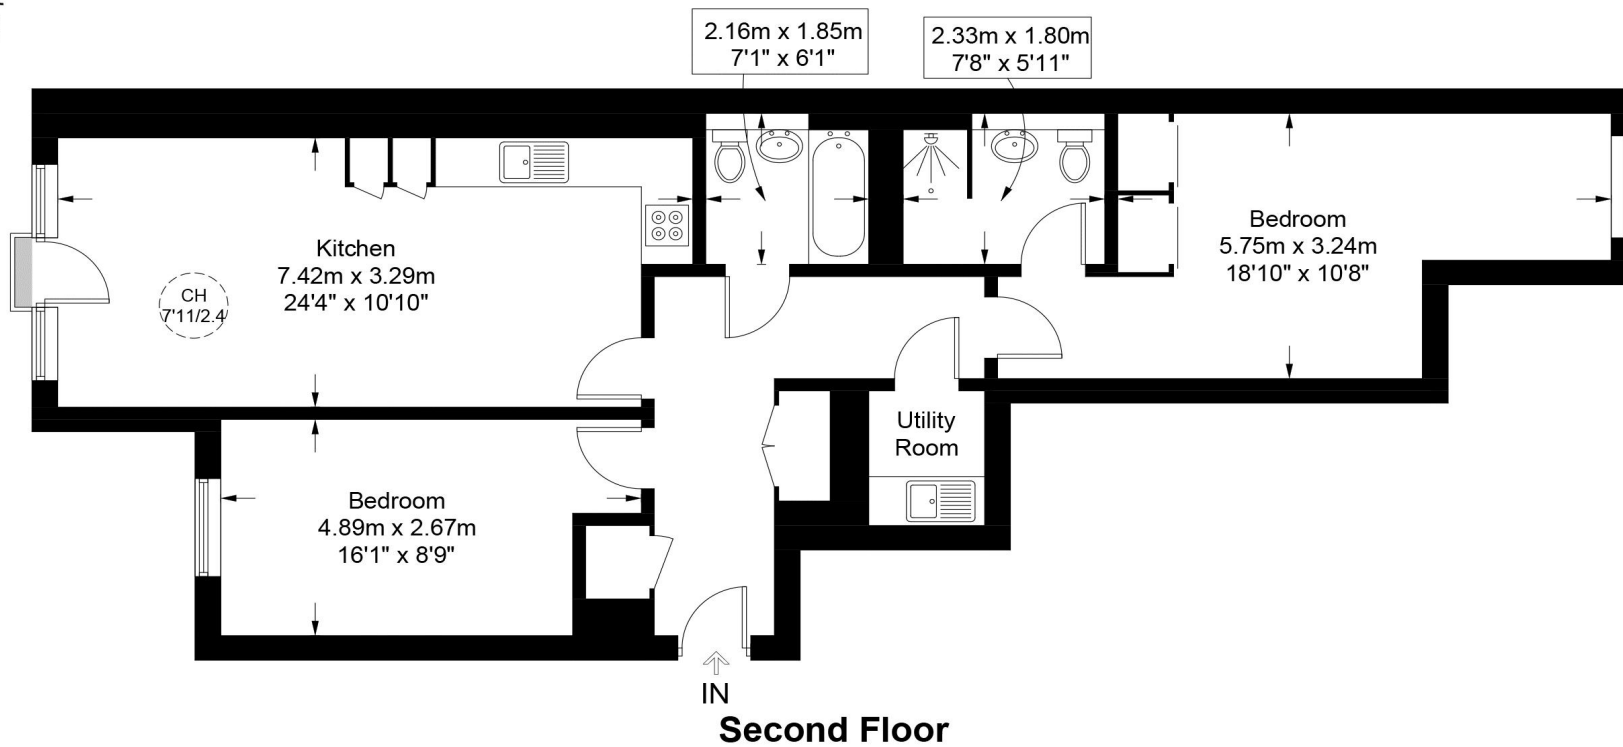 2.16m x 1.85m
7'1" x 6'1"
2.33m x 1.80m
7'8" x 5'11"
Kitchen
7.42m x 3.29m
24'4" x 10'10"
CH
7'11/2.4
Bedroom
5.75m x 3.24m
18'10" x 10'8"
Utility
Room
Bedroom
4.89m x 2.67m
16'1" x 8'9"
IN
Second Floor